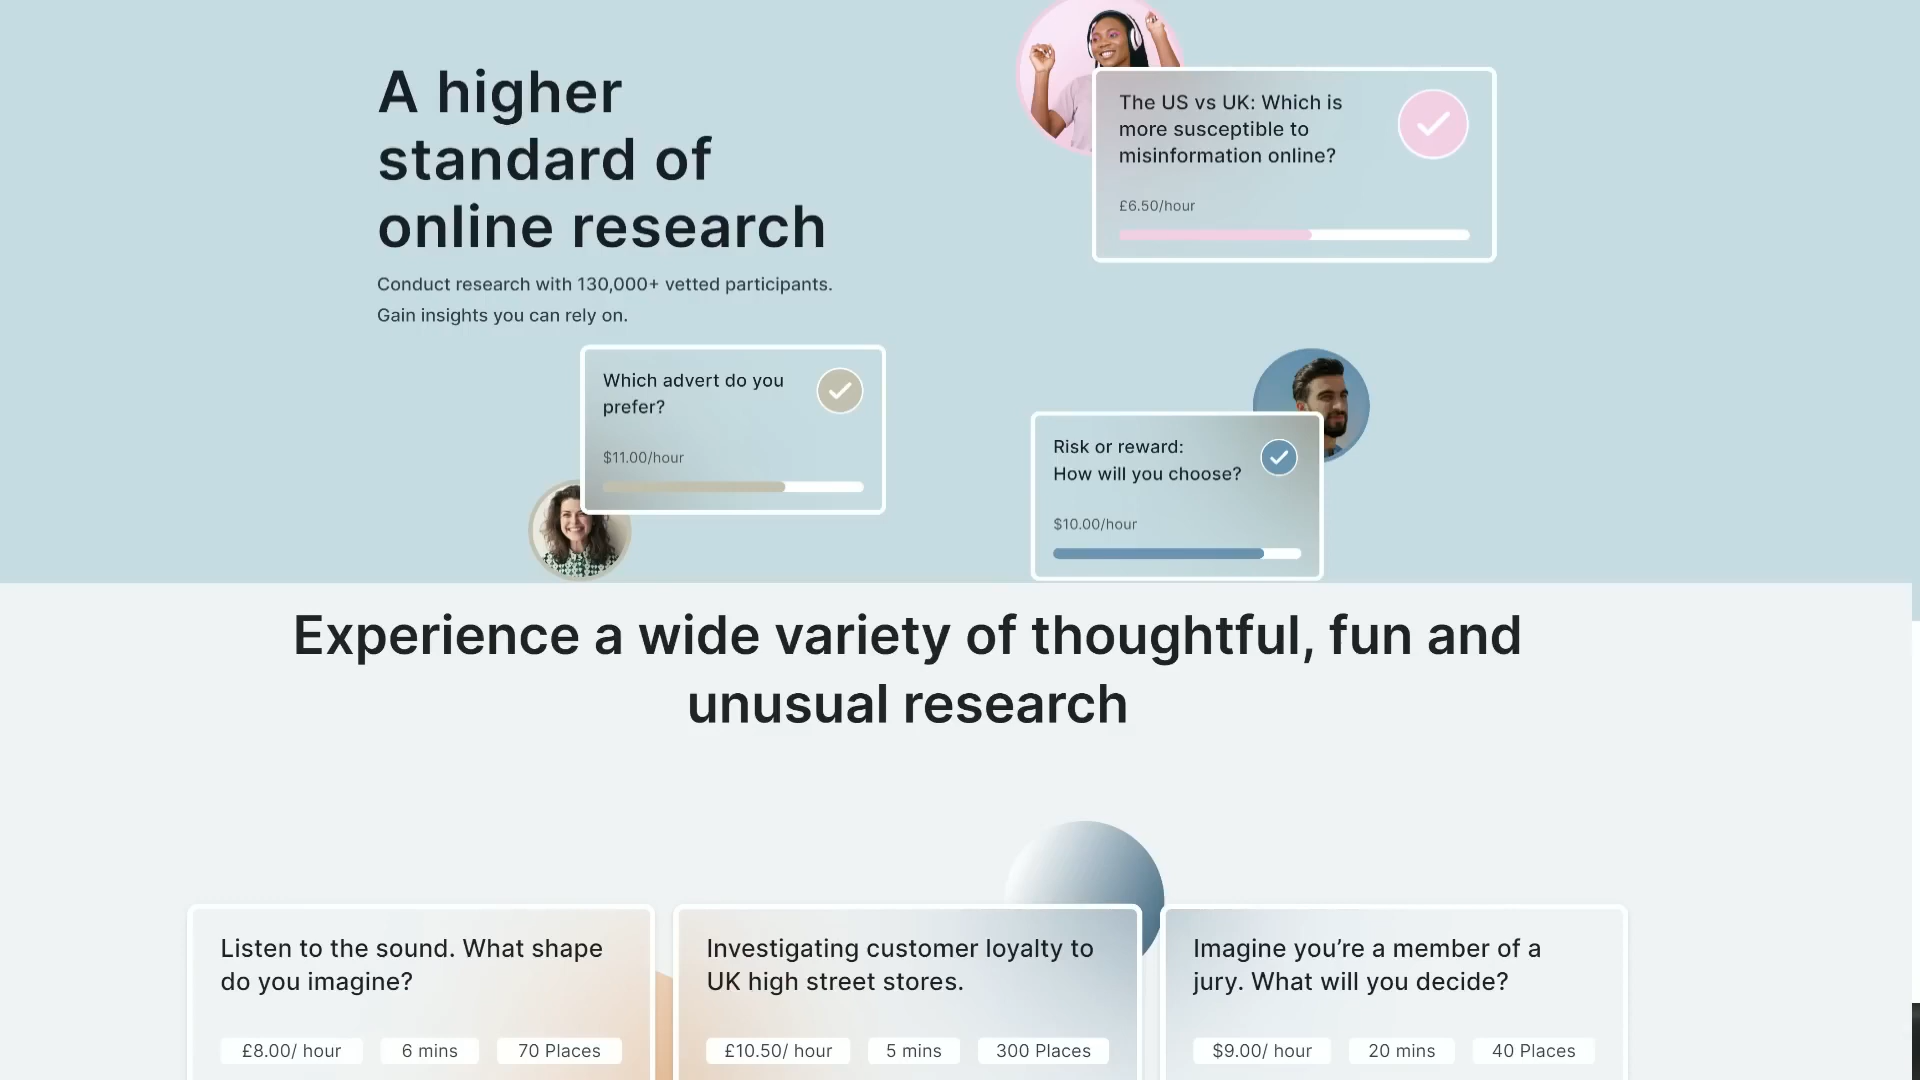 A higher
standard of
online research
Conduct research with 130,000+ vetted participants.
Gain insights you can rely on.
The US vs UK: Which is
more susceptible to
misinformation online?
£6.50/hour
Which advert do you
prefer?
$11.00/hour
Risk or reward:
How will you choose?
$10.00/hour
Experience a wide variety of thoughtful, fun and
unusual research
Listen to the sound. What shape
do you imagine?
£8.00/ hour
6 mins
70 Places
Investigating customer loyalty to
UK high street stores.
£10.50/ hour
5 mins
300 Places
Imagine you’re a member of a
jury. What will you decide?
$9.00/ hour
20 mins
40 Places